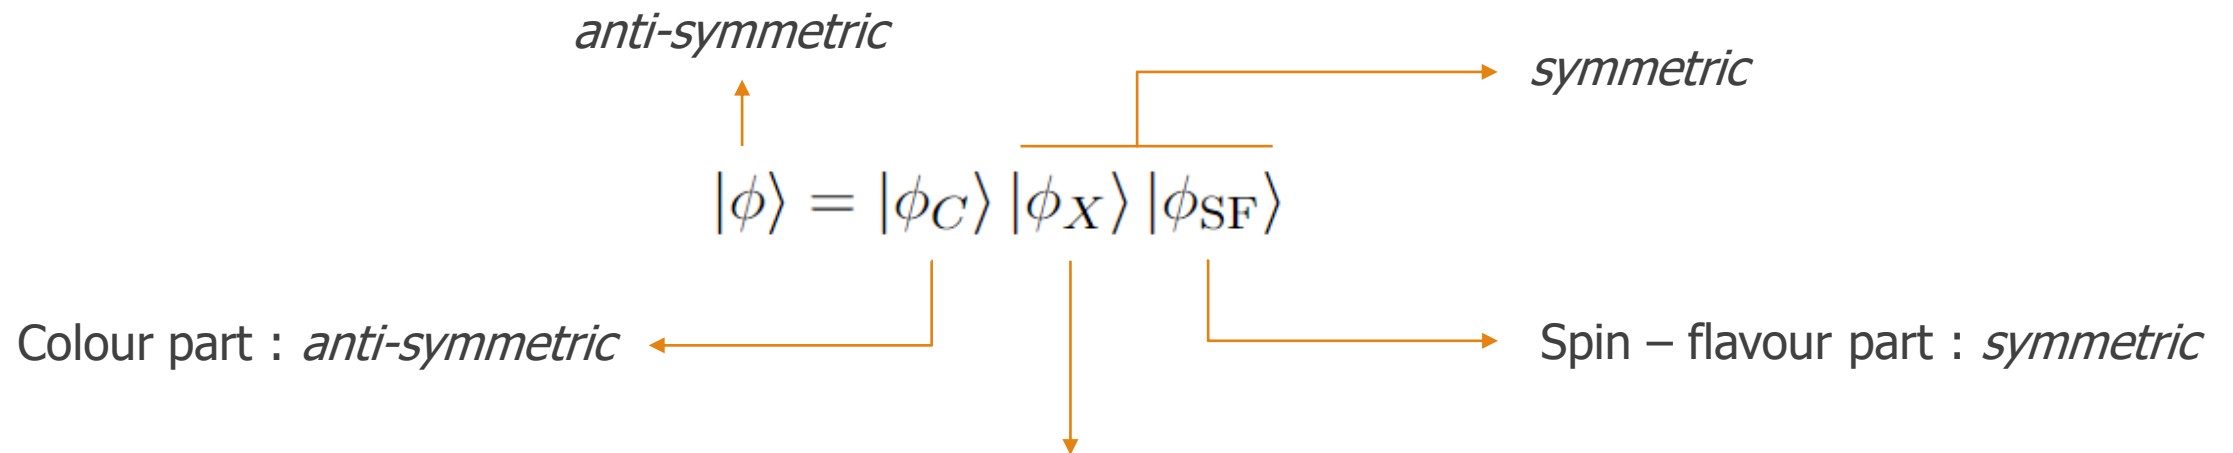 anti-symmetric
symmetric
|ϕ⟩ = |ϕ_C⟩ |ϕ_X⟩ |ϕ_SF⟩
Colour part : anti-symmetric
Spin – flavour part : symmetric